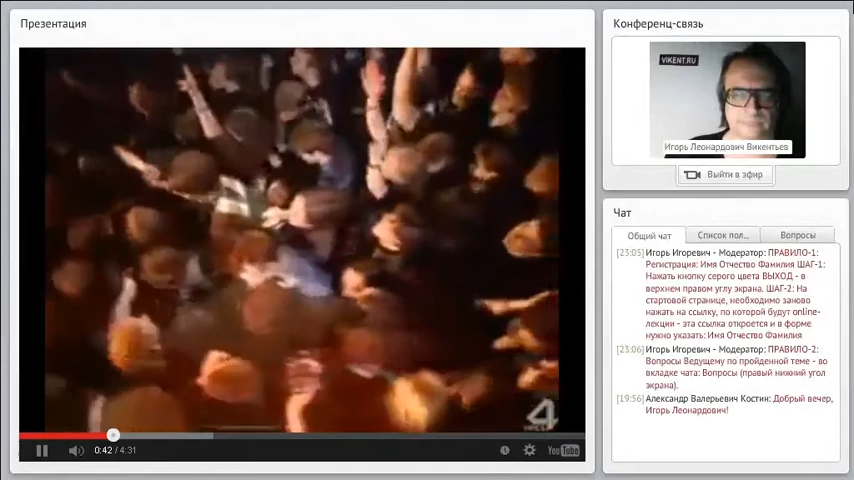 Презентация
4
0:42 / 4:31
YouTube
Конференц-связь
VIKENT.RU
Игорь Леонардович Викентьев
Выйти в эфир
Чат
Общий чат
Список пол...
Вопросы
[23:05] Игорь Игоревич - Модератор: ПРАВИЛО-1:
Регистрация: Имя Отчество Фамилия ШАГ-1:
Нажать кнопку серого цвета ВЫХОД - в
верхнем правом углу экрана. ШАГ-2: На
стартовой странице, необходимо заново
нажать на ссылку, по которой будут online-
лекции - эта ссылка откроется и в форме
нужно указать: Имя Отчество Фамилия
[23:06] Игорь Игоревич - Модератор: ПРАВИЛО-2:
Вопросы Ведущему по пройденной теме - во
вкладке чата: Вопросы (правый нижний угол
экрана).
[19:56] Александр Валерьевич Костин: Добрый вечер,
Игорь Леонардович!